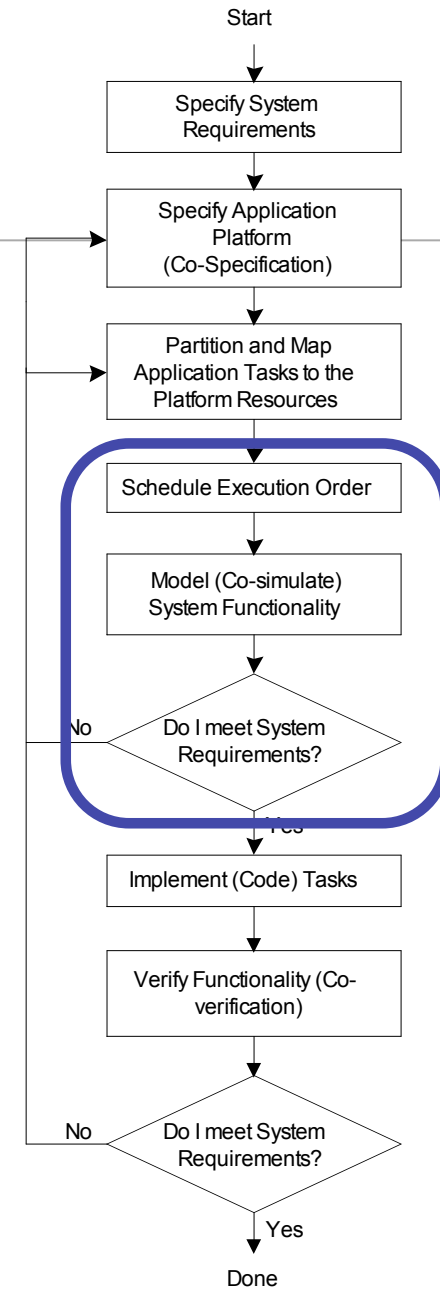 Start
Specify System
Requirements
Specify Application
Platform
(Co-Specification)
Partition and Map
Application Tasks to the
Platform Resources
Schedule Execution Order
Model (Co-simulate)
System Functionality
No
Do I meet System
Requirements?
Yes
Implement (Code) Tasks
Verify Functionality (Co-
verification)
No
Do I meet System
Requirements?
Yes
Done